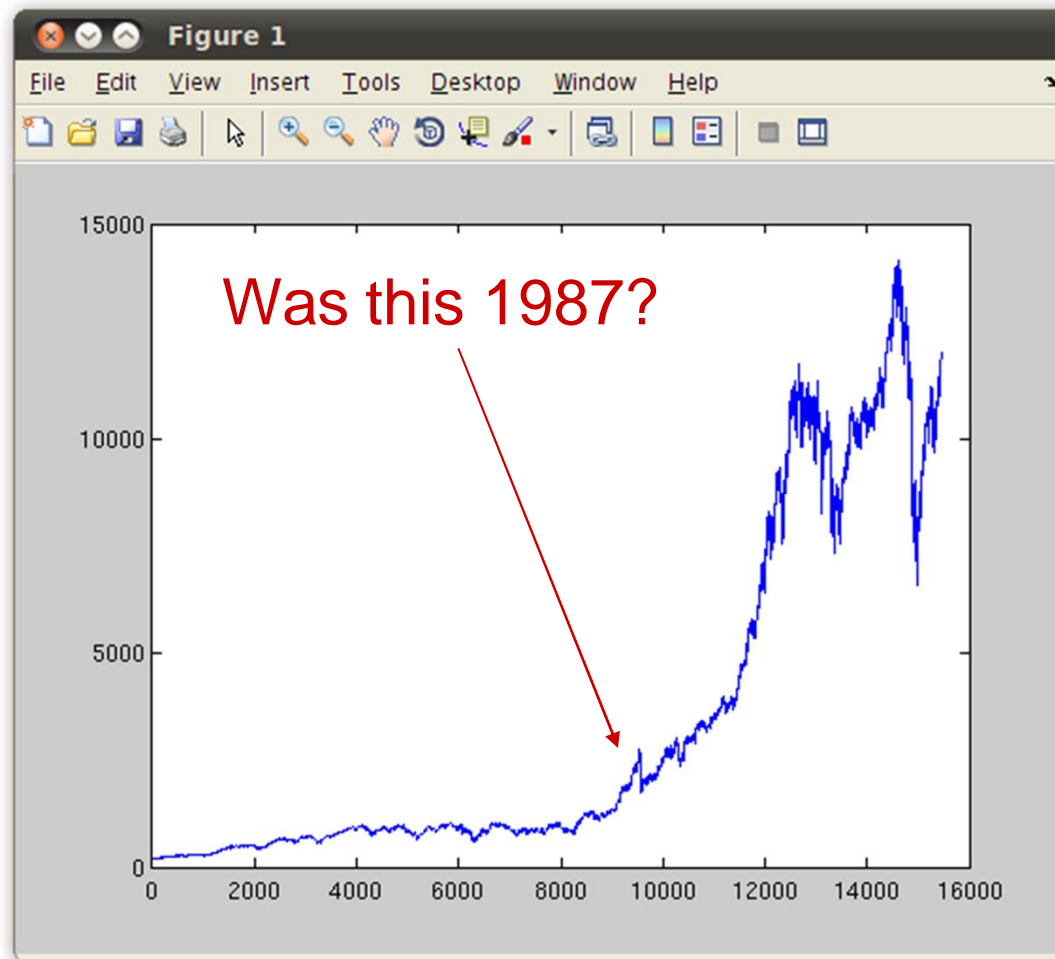 Figure 1
File Edit View Insert Tools Desktop Window Help
15000
Was this 1987?
10000
5000
0
0 2000 4000 6000 8000 10000 12000 14000 16000